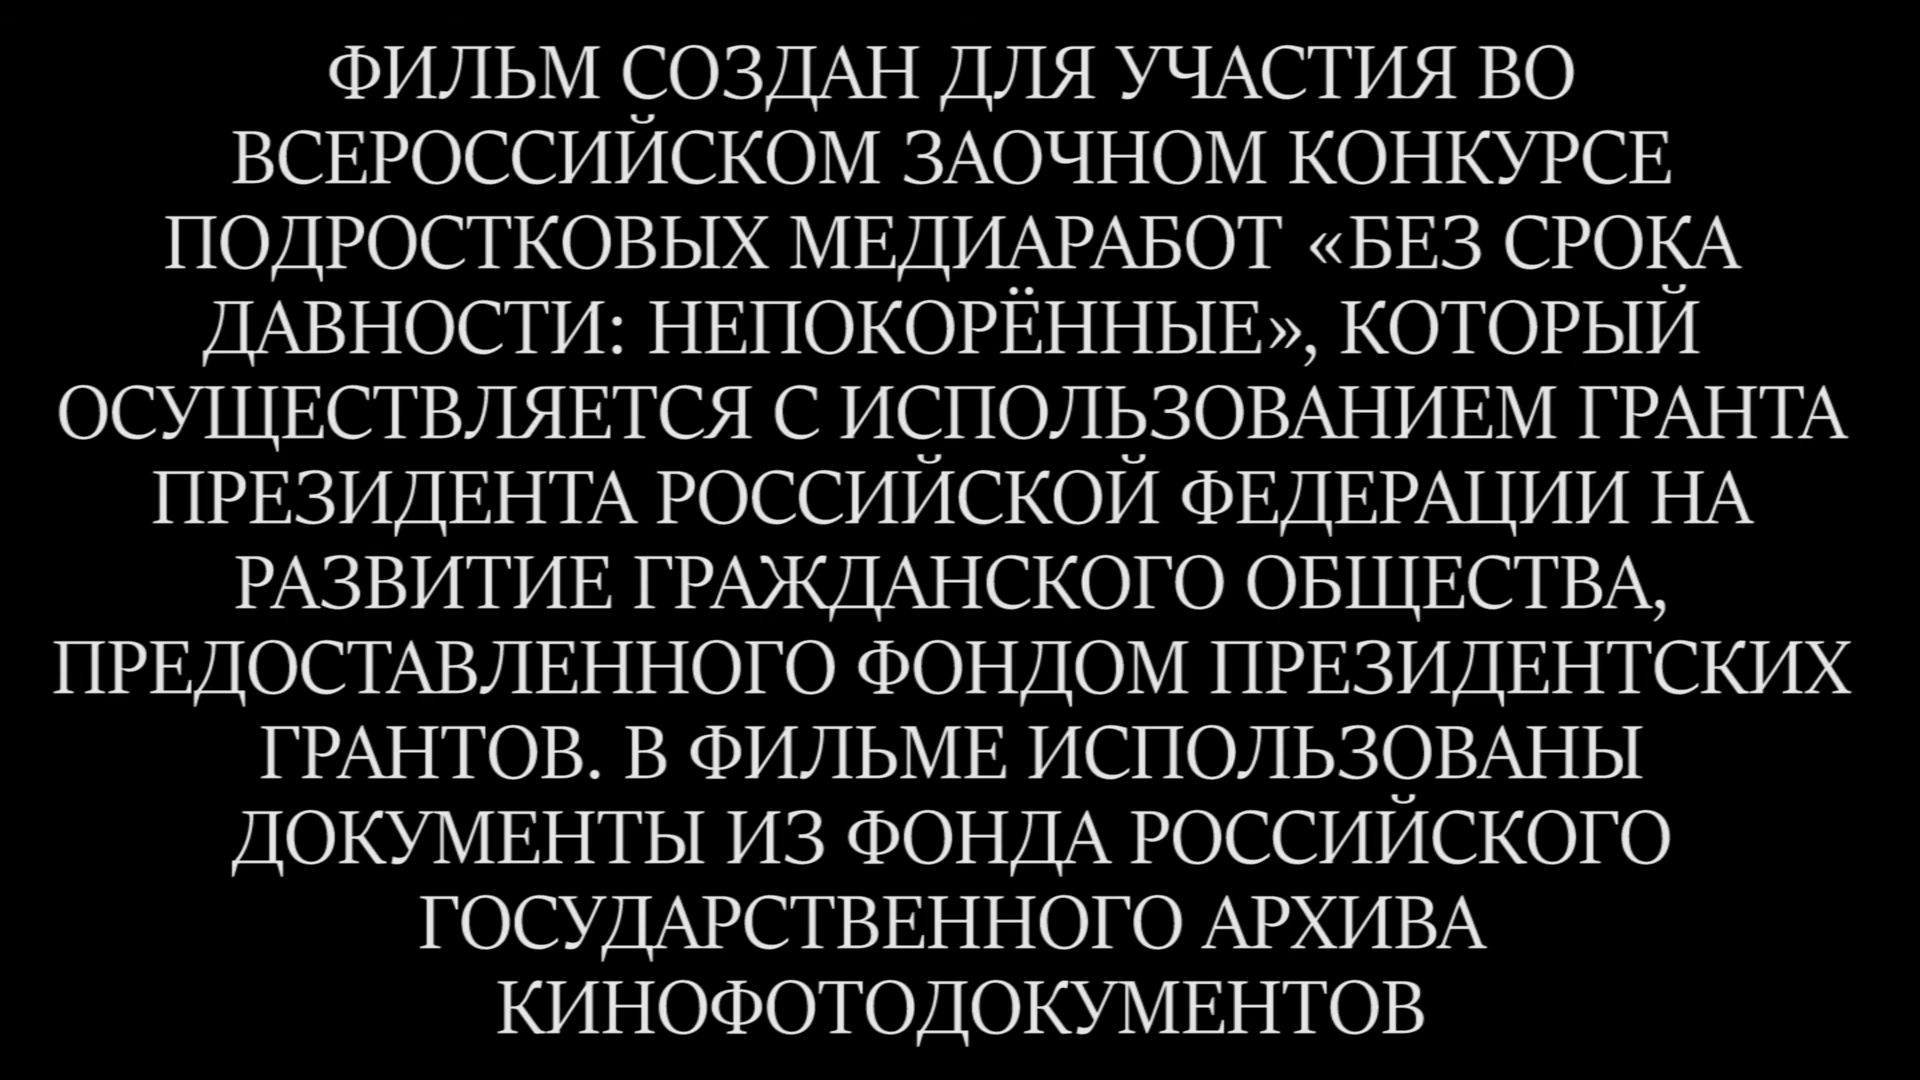 ФИЛЬМ СОЗДАН ДЛЯ УЧАСТИЯ ВО
ВСЕРОССИЙСКОМ ЗАОЧНОМ КОНКУРСЕ
ПОДРОСТКОВЫХ МЕДИАРАБОТ «БЕЗ СРОКА
ДАВНОСТИ: НЕПОКОРЁННЫЕ», КОТОРЫЙ
ОСУЩЕСТВЛЯЕТСЯ С ИСПОЛЬЗОВАНИЕМ ГРАНТА
ПРЕЗИДЕНТА РОССИЙСКОЙ ФЕДЕРАЦИИ НА
РАЗВИТИЕ ГРАЖДАНСКОГО ОБЩЕСТВА,
ПРЕДОСТАВЛЕННОГО ФОНДОМ ПРЕЗИДЕНТСКИХ
ГРАНТОВ. В ФИЛЬМЕ ИСПОЛЬЗОВАНЫ
ДОКУМЕНТЫ ИЗ ФОНДА РОССИЙСКОГО
ГОСУДАРСТВЕННОГО АРХИВА
КИНОФОТОДОКУМЕНТОВ